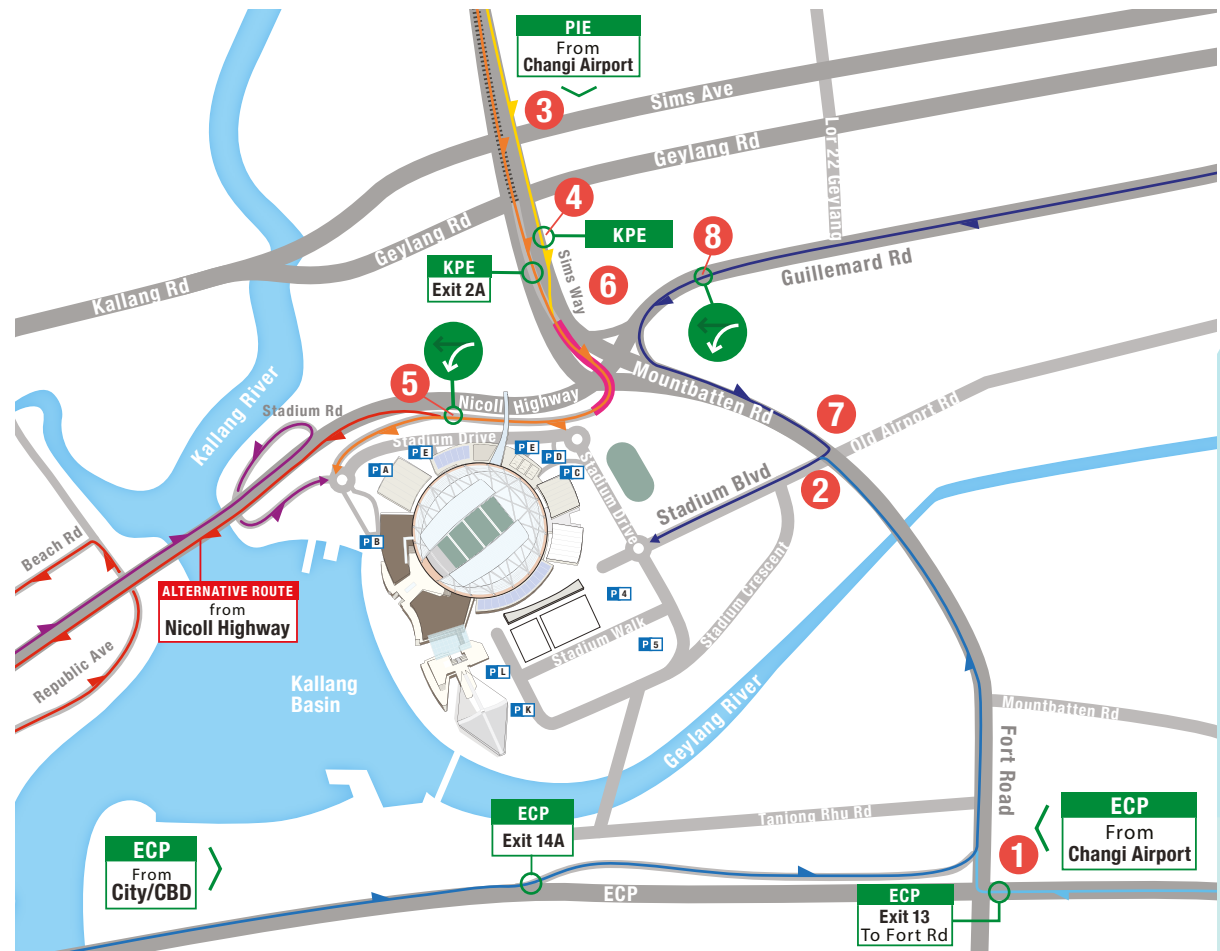 PIE
From
Changi Airport
3
Sims Ave
Geylang Rd
Lor 22 Geylang
4
KPE
8
Geylang Rd
Guillemard Rd
KPE
Exit 2A
Sims Way
6
Kallang Rd
5
Mountbatten Rd
Nicoll Highway
Stadium Rd
Kallang River
7
Old Airport Rd
Stadium Drive
P E
P E
P D
P A
P C
2
Stadium Blvd
Stadium Drive
P B
Beach Rd
ALTERNATIVE ROUTE
from
Nicoll Highway
Stadium Crescent
P 4
Stadium Walk
P 5
Republic Ave
P L
Kallang
Basin
P K
Geylang River
Mountbatten Rd
Fort Road
Tanjong Rhu Rd
ECP
Exit 14A
ECP
From
Changi Airport
1
ECP
From
City/CBD
ECP
ECP
Exit 13
To Fort Rd